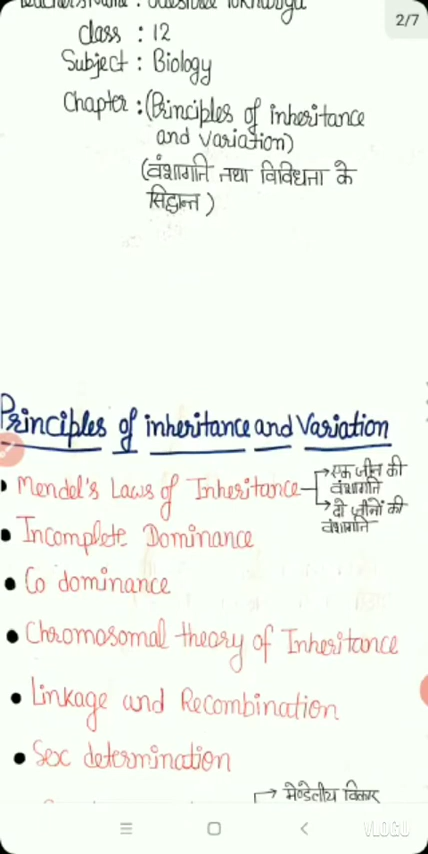 2/7
class : 12
Subject : Biology
Chapter : (Principles of inheritance
and variation)
(वंशागति तथा विविधता के
सिद्धान्त )
Principles of inheritance and Variation
• Mendel's Laws of Inheritance → एक जीन की
वंशागति
→ दो जीनों की
वंशागति
• Incomplete Dominance
• Co dominance
• Chromosomal theory of Inheritance
• Linkage and Recombination
• Sex determination
→ मेण्डेलीय विकार
VLOGU